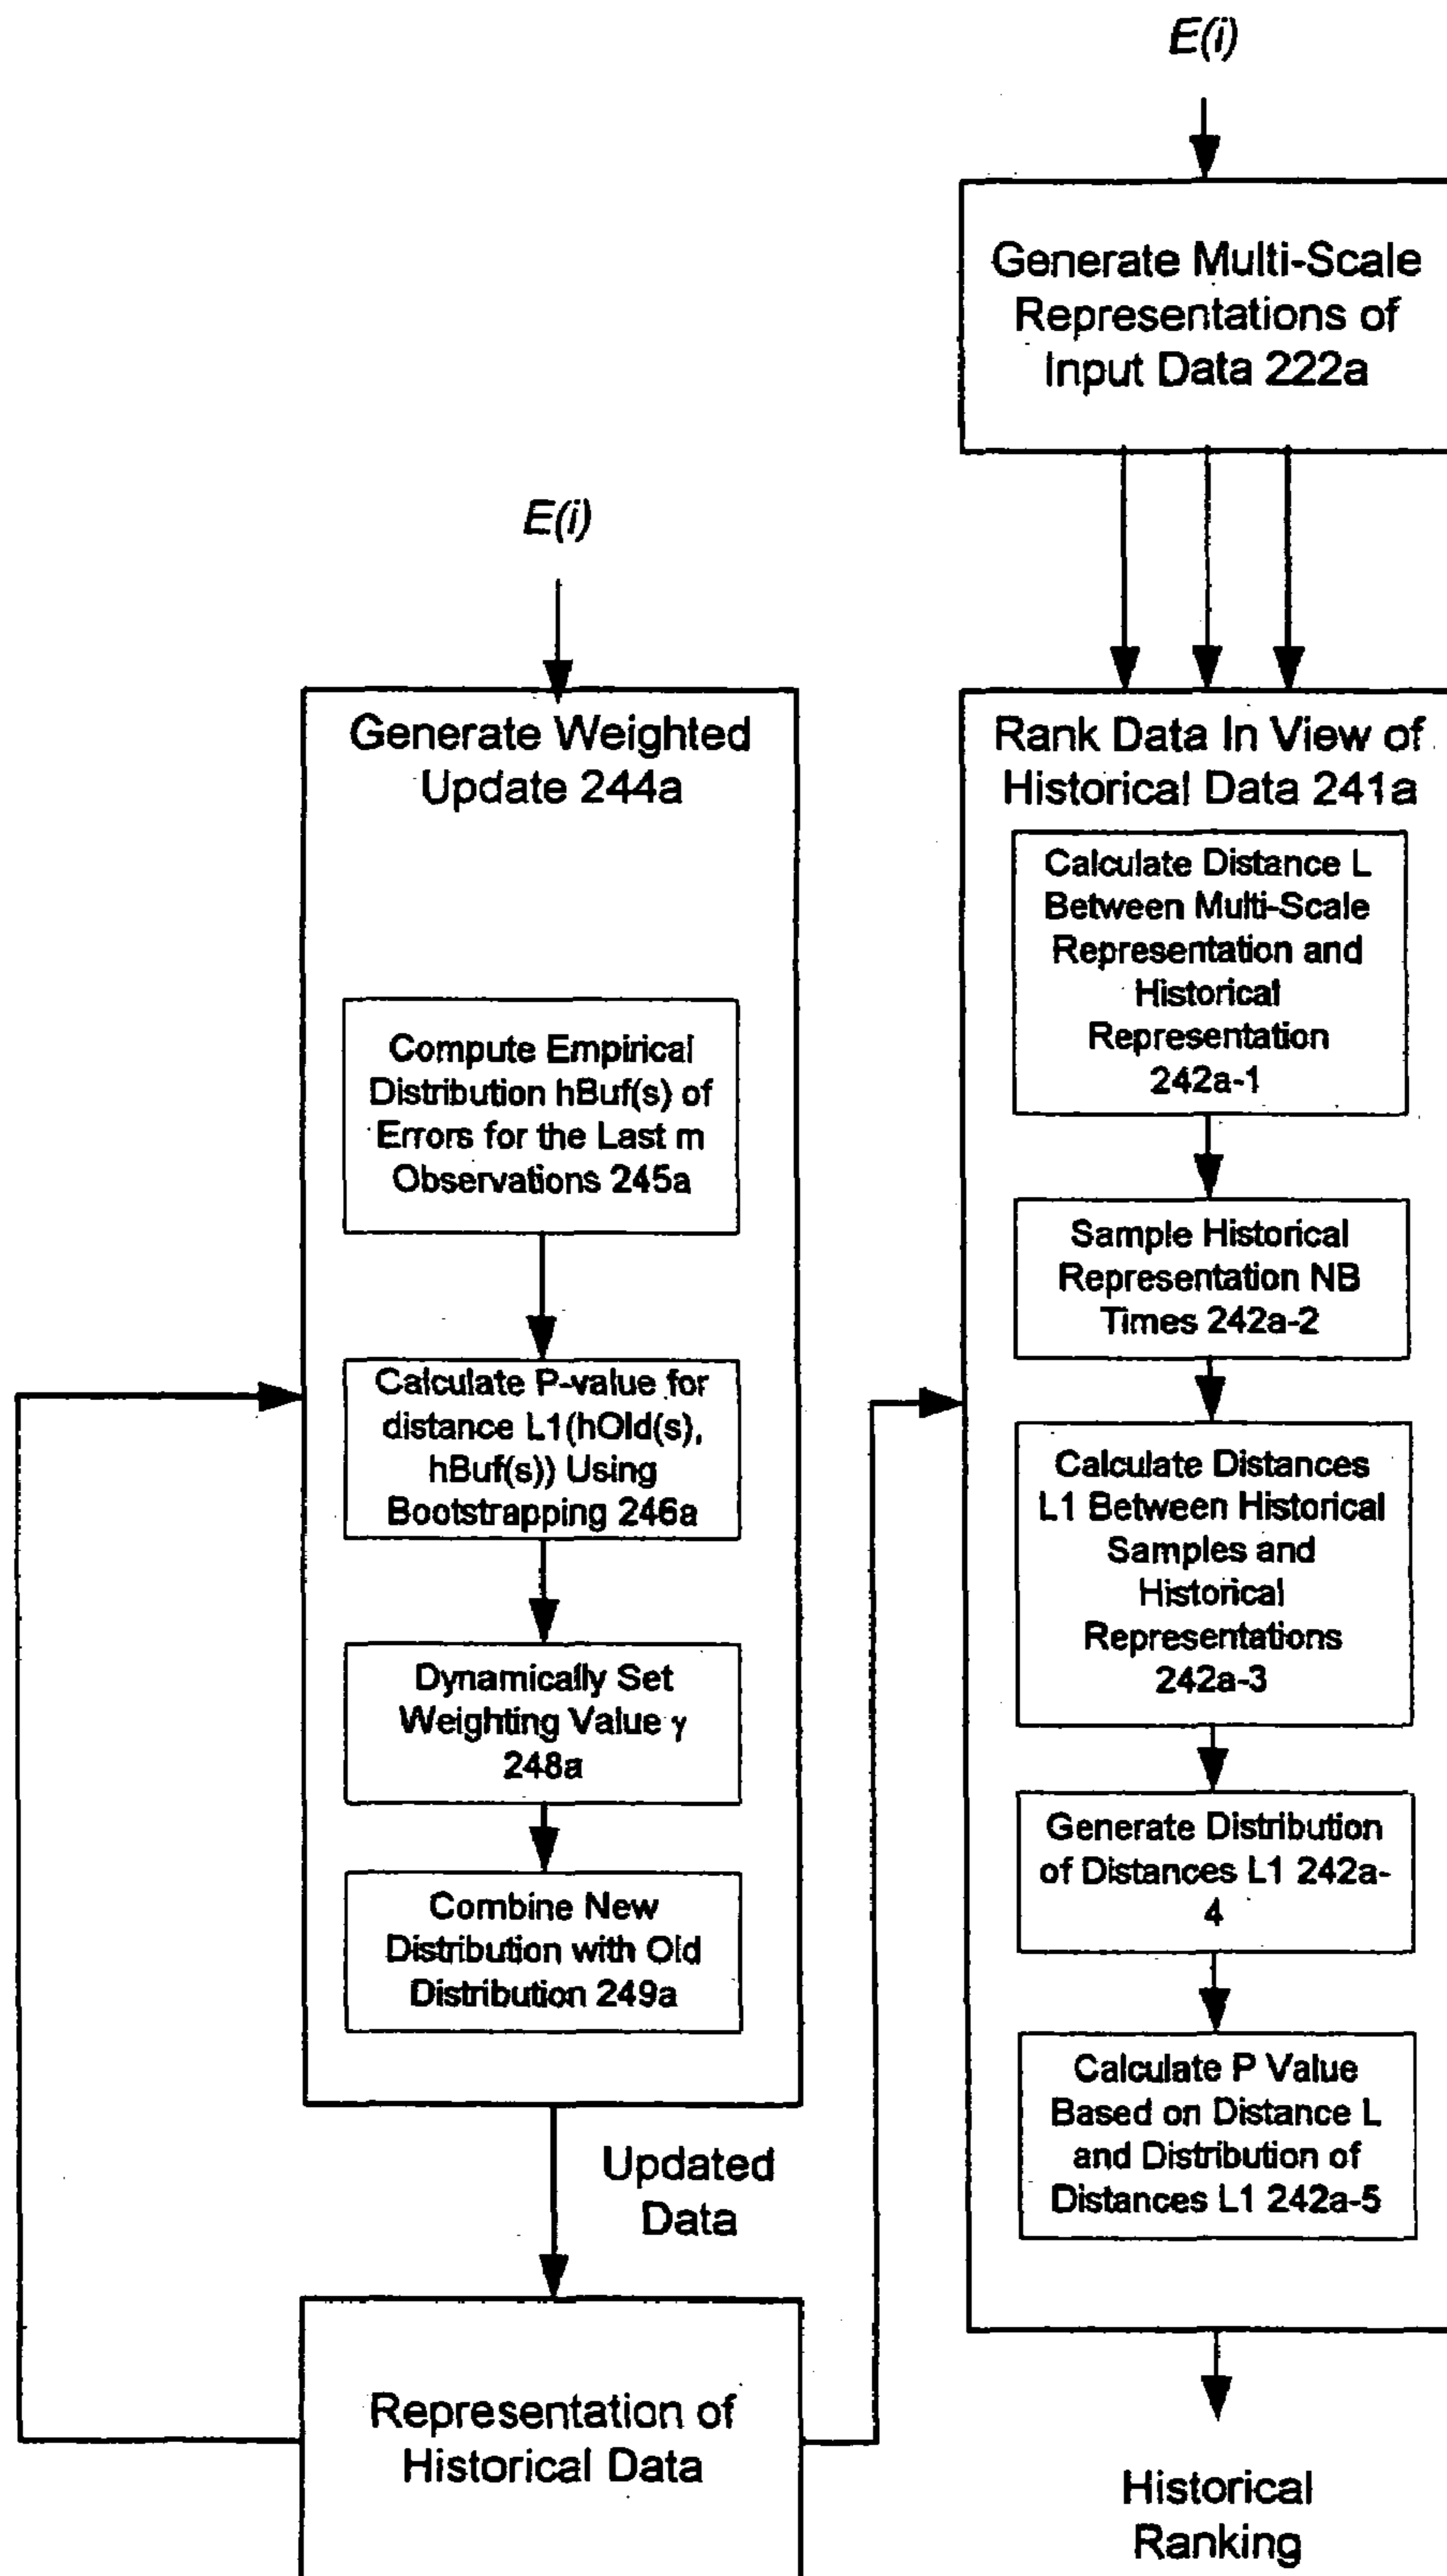 E(i)
Generate Multi-Scale
Representations of
Input Data 222a
E(i)
Generate Weighted
Update 244a
Compute Empirical
Distribution hBuf(s) of
Errors for the Last m
Observations 245a
Calculate P-value for
distance L1(hOld(s),
hBuf(s)) Using
Bootstrapping 246a
Dynamically Set
Weighting Value γ
248a
Combine New
Distribution with Old
Distribution 249a
Updated
Data
Representation of
Historical Data
Rank Data In View of
Historical Data 241a
Calculate Distance L
Between Multi-Scale
Representation and
Historical
Representation
242a-1
Sample Historical
Representation NB
Times 242a-2
Calculate Distances
L1 Between Historical
Samples and
Historical
Representations
242a-3
Generate Distribution
of Distances L1 242a-
4
Calculate P Value
Based on Distance L
and Distribution of
Distances L1 242a-5
Historical
Ranking